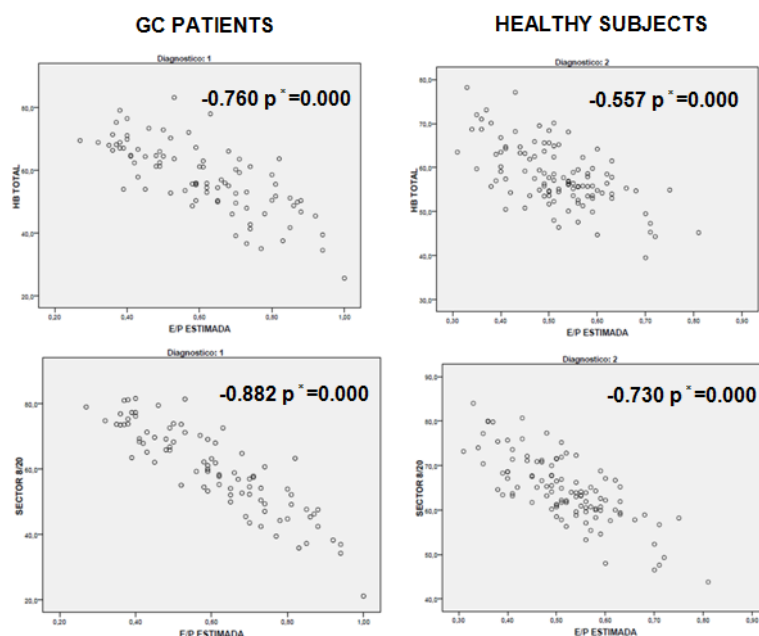 GC PATIENTS
HEALTHY SUBJECTS
Diagnostico: 1
-0.760 p*=0.000
HB TOTAL
80,0
60,0
40,0
20,0
0,20 0,40 0,60 0,80 1,00
E/P ESTIMADA
Diagnostico: 2
-0.557 p*=0.000
HB TOTAL
80,0
70,0
60,0
50,0
40,0
30,0
0,30 0,40 0,50 0,60 0,70 0,80 0,90
E/P ESTIMADA
Diagnostico: 1
-0.882 p*=0.000
SECTOR 8/20
80,0
60,0
40,0
20,0
0,20 0,40 0,60 0,80 1,00
E/P ESTIMADA
Diagnostico: 2
-0.730 p*=0.000
SECTOR 8/20
90,0
80,0
70,0
60,0
50,0
40,0
0,30 0,40 0,50 0,60 0,70 0,80 0,90
E/P ESTIMADA